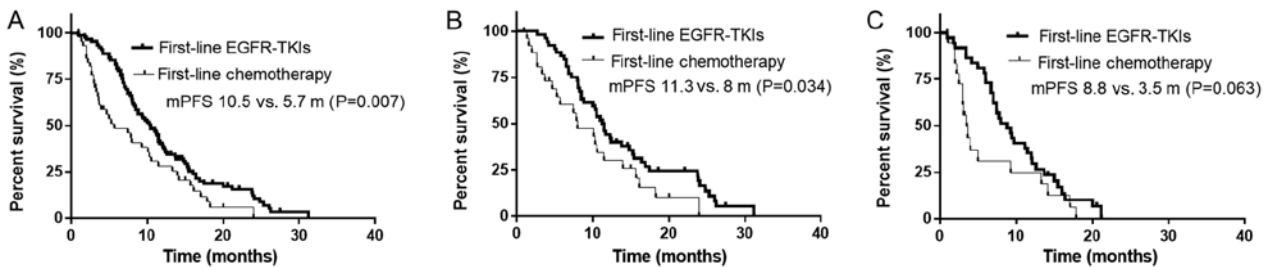 A
Percent survival (%)
100
75
50
25
0
First-line EGFR-TKIs
First-line chemotherapy
mPFS 10.5 vs. 5.7 m (P=0.007)
0 10 20 30 40
Time (months)
B
Percent survival (%)
100
75
50
25
0
First-line EGFR-TKIs
First-line chemotherapy
mPFS 11.3 vs. 8 m (P=0.034)
0 10 20 30 40
Time (months)
C
Percent survival (%)
100
75
50
25
0
First-line EGFR-TKIs
First-line chemotherapy
mPFS 8.8 vs. 3.5 m (P=0.063)
0 10 20 30 40
Time (months)